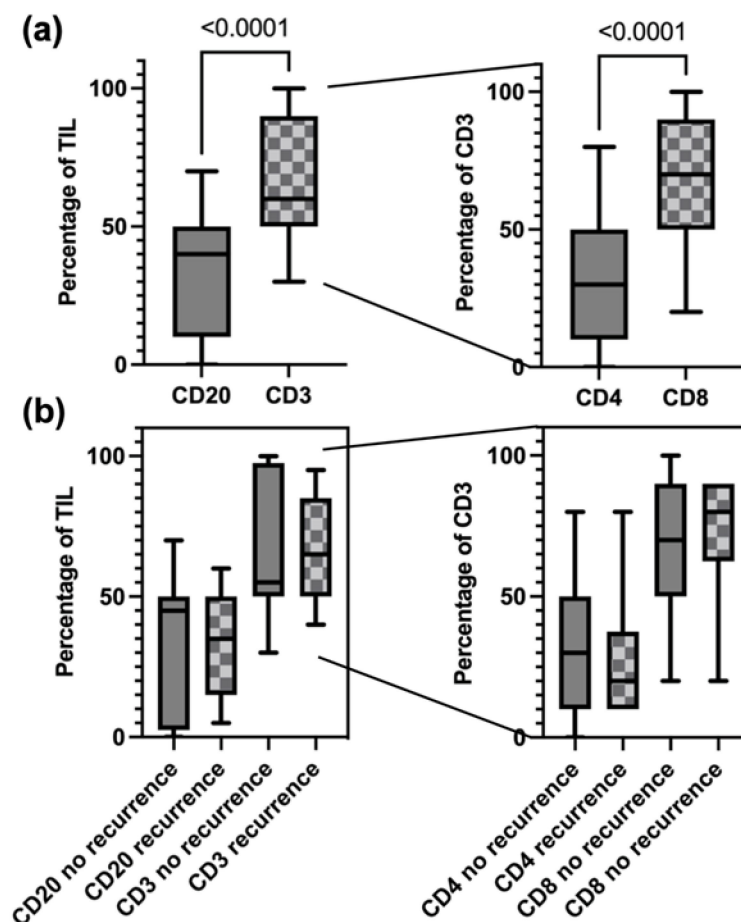 (a)
<0.0001
<0.0001
Percentage of TIL
100
50
0
CD20
CD3
Percentage of CD3
100
50
0
CD4
CD8
(b)
Percentage of TIL
100
50
0
CD20 no recurrence
CD20 recurrence
CD3 no recurrence
CD3 recurrence
Percentage of CD3
100
50
0
CD4 no recurrence
CD4 recurrence
CD8 no recurrence
CD8 no recurrence